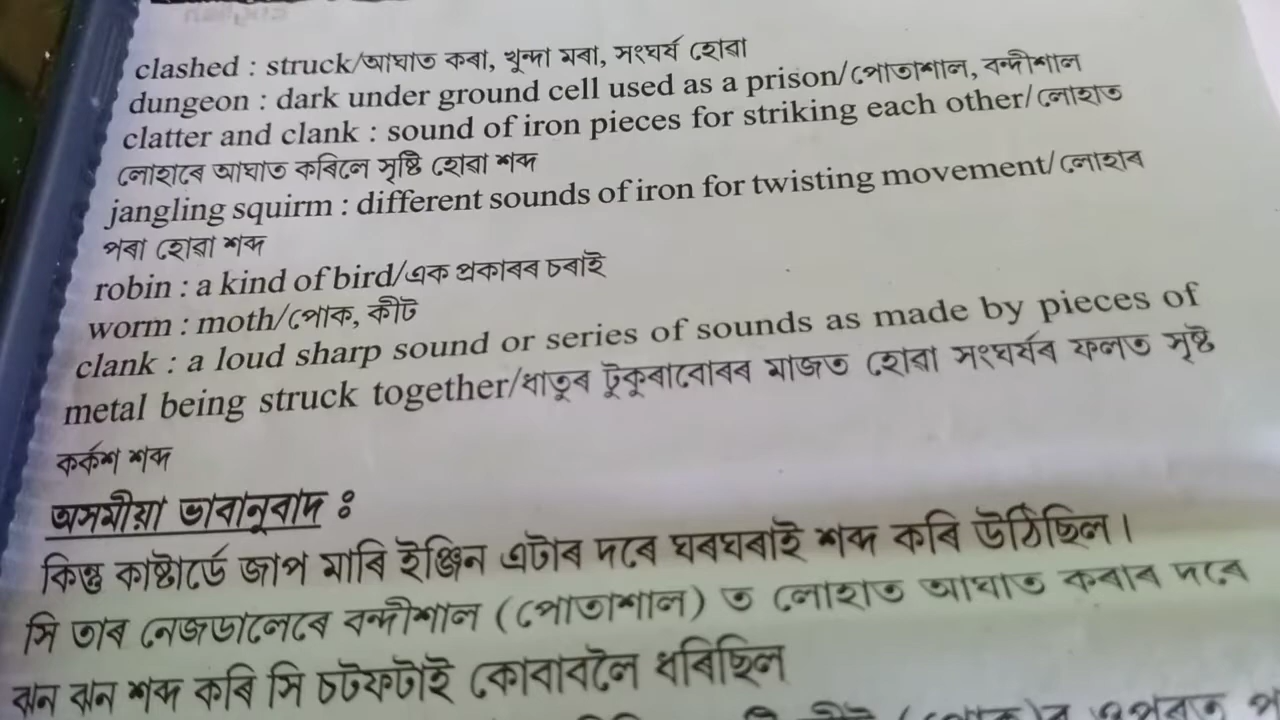 clashed : struck/আঘাত কৰা, খুন্দা মৰা, সংঘৰ্ষ হোৱা
dungeon : dark under ground cell used as a prison/পোতাশাল, বন্দীশাল
clatter and clank : sound of iron pieces for striking each other/লোহাত
লোহাৰে আঘাত কৰিলে সৃষ্টি হোৱা শব্দ
jangling squirm : different sounds of iron for twisting movement/লোহাৰ
পৰা হোৱা শব্দ
robin : a kind of bird/এক প্ৰকাৰৰ চৰাই
worm : moth/পোক, কীট
clank : a loud sharp sound or series of sounds as made by pieces of
metal being struck together/ধাতুৰ টুকুৰাবোৰৰ মাজত হোৱা সংঘৰ্ষৰ ফলত সৃষ্ট
কৰ্কশ শব্দ
অসমীয়া ভাবানুবাদ ঃ
কিন্তু কাষ্টাৰ্ডে জাপ মাৰি ইঞ্জিন এটাৰ দৰে ঘৰঘৰাই শব্দ কৰি উঠিছিল।
সি তাৰ নেজডালেৰে বন্দীশাল (পোতাশাল) ত লোহাত আঘাত কৰাৰ দৰে
ঝন ঝন শব্দ কৰি সি চটফটাই কোবাবলৈ ধৰিছিল